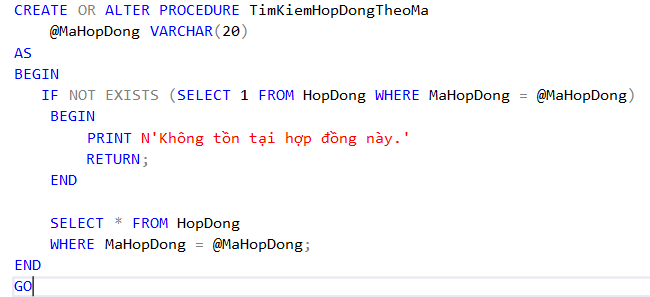 CREATE OR ALTER PROCEDURE TimKiemHopDongTheoMa
@MaHopDong VARCHAR(20)
AS
BEGIN
IF NOT EXISTS (SELECT 1 FROM HopDong WHERE MaHopDong = @MaHopDong)
BEGIN
PRINT N'Không tồn tại hợp đồng này.'
RETURN;
END
SELECT * FROM HopDong
WHERE MaHopDong = @MaHopDong;
END
GO